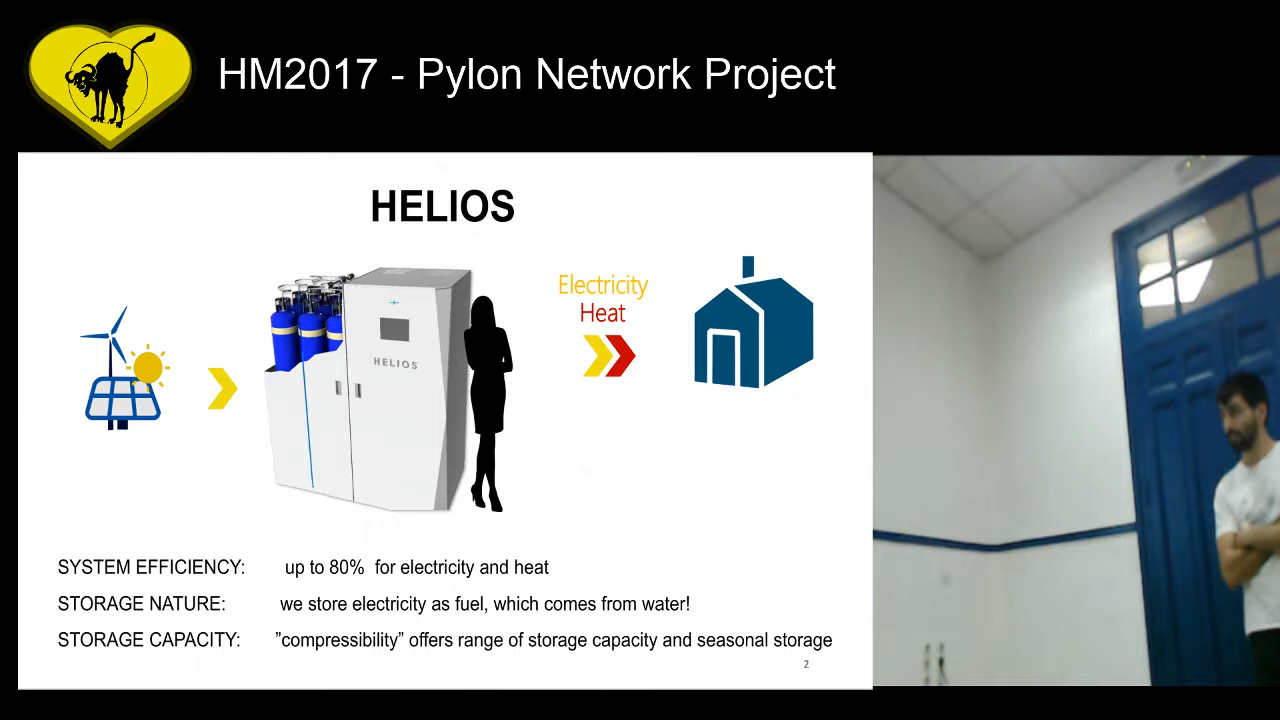 HM2017 - Pylon Network Project
HELIOS
Electricity
Heat
HELIOS
SYSTEM EFFICIENCY: up to 80% for electricity and heat
STORAGE NATURE: we store electricity as fuel, which comes from water!
STORAGE CAPACITY: ”compressibility” offers range of storage capacity and seasonal storage
2